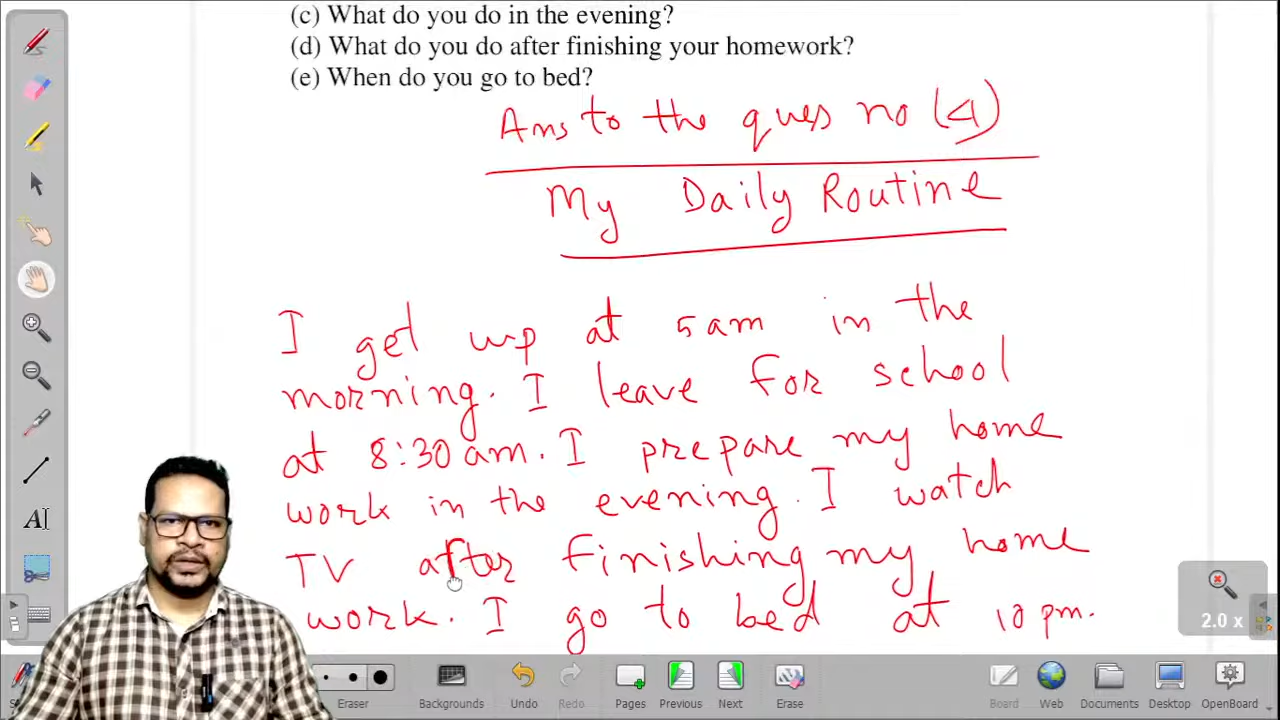 (c) What do you do in the evening?
(d) What do you do after finishing your homework?
(e) When do you go to bed?
Ans to the ques no (4)
My Daily Routine
I get up at 5 am in the
morning. I leave for school
at 8:30 am. I prepare my home
work in the evening. I watch
TV after finishing my home
work. I go to bed at 10 pm.
2.0 x
Eraser
Backgrounds
Undo
Redo
Pages
Previous
Next
Erase
Board
Web
Documents
Desktop
OpenBoard